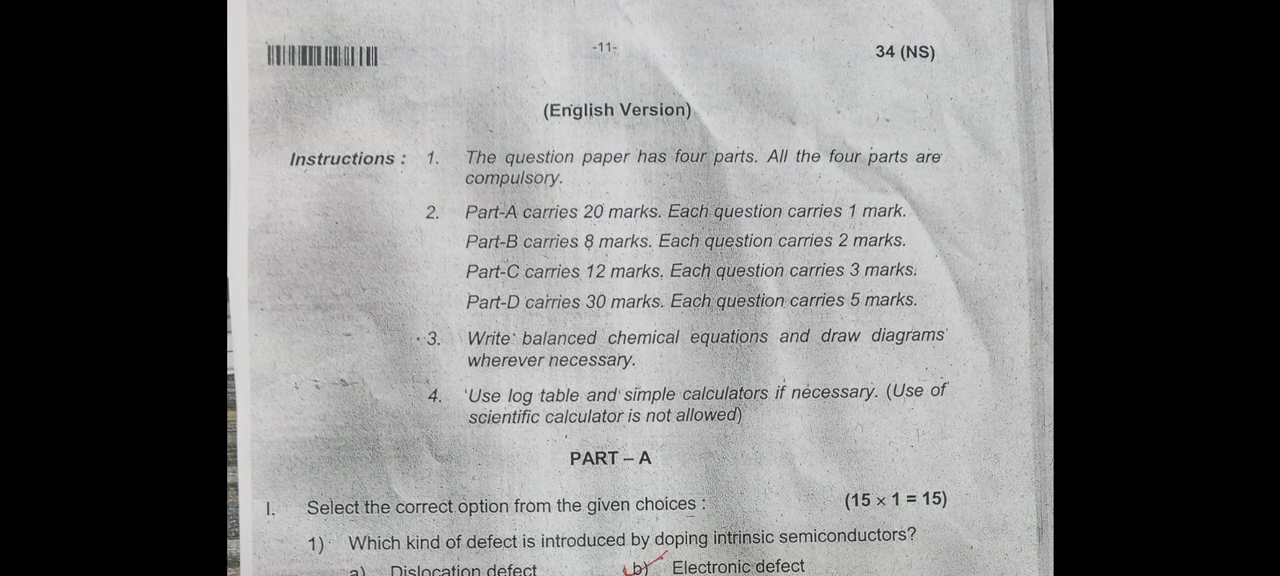 -11-
34 (NS)
(English Version)
Instructions : 1. The question paper has four parts. All the four parts are
compulsory.
2. Part-A carries 20 marks. Each question carries 1 mark.
Part-B carries 8 marks. Each question carries 2 marks.
Part-C carries 12 marks. Each question carries 3 marks.
Part-D carries 30 marks. Each question carries 5 marks.
3. Write balanced chemical equations and draw diagrams
wherever necessary.
4. Use log table and simple calculators if necessary. (Use of
scientific calculator is not allowed)
PART – A
I. Select the correct option from the given choices : (15 × 1 = 15)
1) Which kind of defect is introduced by doping intrinsic semiconductors?
a) Dislocation defect b) Electronic defect